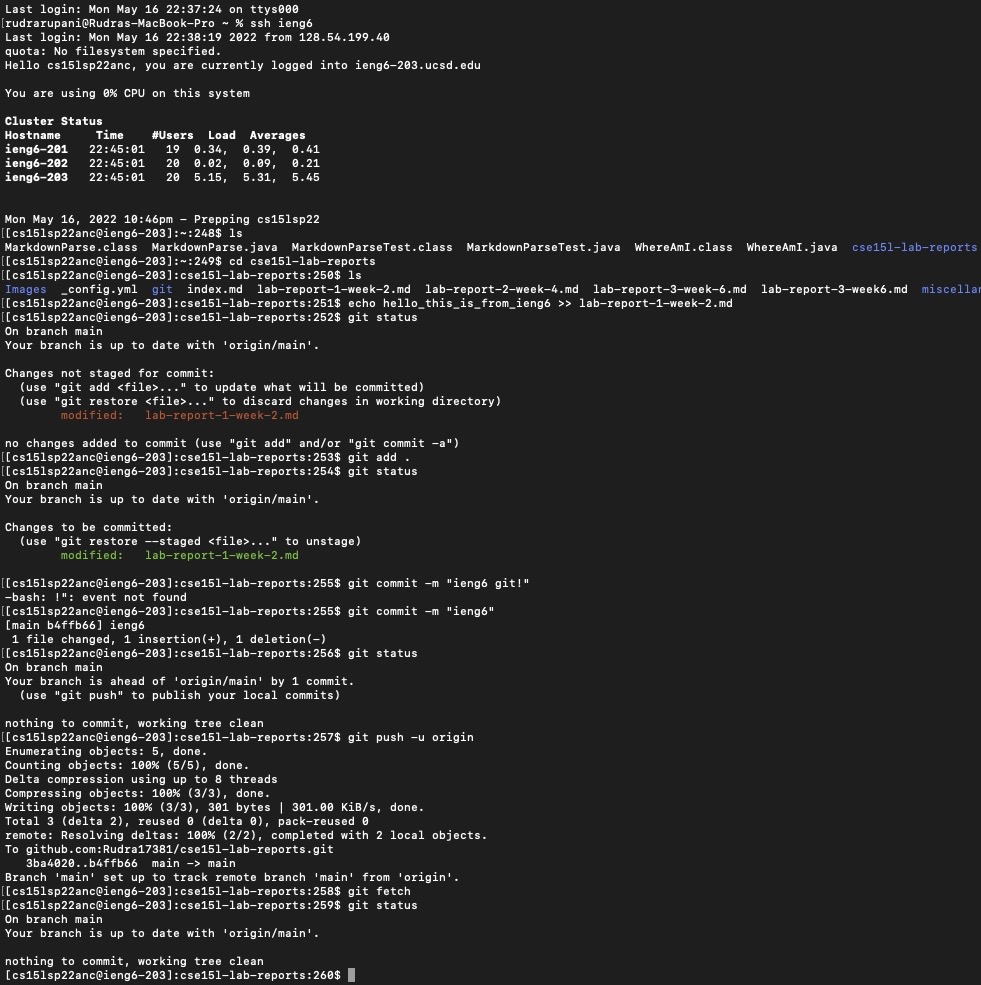 Last login: Mon May 16 22:37:24 on ttys000
[rudrarupani@Rudras-MacBook-Pro ~ % ssh ieng6
Last login: Mon May 16 22:38:19 2022 from 128.54.199.40
quota: No filesystem specified.
Hello cs15lsp22anc, you are currently logged into ieng6-203.ucsd.edu
You are using 0% CPU on this system
Cluster Status
Hostname     Time    #Users  Load  Averages
ieng6-201   22:45:01   19  0.34,  0.39,  0.41
ieng6-202   22:45:01   20  0.02,  0.09,  0.21
ieng6-203   22:45:01   20  5.15,  5.31,  5.45
Mon May 16, 2022 10:46pm - Prepping cs15lsp22
[[cs15lsp22anc@ieng6-203]:~:248$ ls
MarkdownParse.class  MarkdownParse.java  MarkdownParseTest.class  MarkdownParseTest.java  WhereAmI.class  WhereAmI.java  cse15l-lab-reports
[[cs15lsp22anc@ieng6-203]:~:249$ cd cse15l-lab-reports
[[cs15lsp22anc@ieng6-203]:cse15l-lab-reports:250$ ls
Images  _config.yml  git  index.md  lab-report-1-week-2.md  lab-report-2-week-4.md  lab-report-3-week-6.md  lab-report-3-week6.md  miscellan
[[cs15lsp22anc@ieng6-203]:cse15l-lab-reports:251$ echo hello_this_is_from_ieng6 >> lab-report-1-week-2.md
[[cs15lsp22anc@ieng6-203]:cse15l-lab-reports:252$ git status
On branch main
Your branch is up to date with 'origin/main'.
Changes not staged for commit:
  (use "git add <file>..." to update what will be committed)
  (use "git restore <file>..." to discard changes in working directory)
        modified:   lab-report-1-week-2.md
no changes added to commit (use "git add" and/or "git commit -a")
[[cs15lsp22anc@ieng6-203]:cse15l-lab-reports:253$ git add .
[[cs15lsp22anc@ieng6-203]:cse15l-lab-reports:254$ git status
On branch main
Your branch is up to date with 'origin/main'.
Changes to be committed:
  (use "git restore --staged <file>..." to unstage)
        modified:   lab-report-1-week-2.md
[[cs15lsp22anc@ieng6-203]:cse15l-lab-reports:255$ git commit -m "ieng6 git!"
-bash: !": event not found
[[cs15lsp22anc@ieng6-203]:cse15l-lab-reports:255$ git commit -m "ieng6"
[main b4ffb66] ieng6
 1 file changed, 1 insertion(+), 1 deletion(-)
[[cs15lsp22anc@ieng6-203]:cse15l-lab-reports:256$ git status
On branch main
Your branch is ahead of 'origin/main' by 1 commit.
  (use "git push" to publish your local commits)
nothing to commit, working tree clean
[[cs15lsp22anc@ieng6-203]:cse15l-lab-reports:257$ git push -u origin
Enumerating objects: 5, done.
Counting objects: 100% (5/5), done.
Delta compression using up to 8 threads
Compressing objects: 100% (3/3), done.
Writing objects: 100% (3/3), 301 bytes | 301.00 KiB/s, done.
Total 3 (delta 2), reused 0 (delta 0), pack-reused 0
remote: Resolving deltas: 100% (2/2), completed with 2 local objects.
To github.com:Rudra17381/cse15l-lab-reports.git
   3ba4020..b4ffb66  main -> main
Branch 'main' set up to track remote branch 'main' from 'origin'.
[[cs15lsp22anc@ieng6-203]:cse15l-lab-reports:258$ git fetch
[[cs15lsp22anc@ieng6-203]:cse15l-lab-reports:259$ git status
On branch main
Your branch is up to date with 'origin/main'.
nothing to commit, working tree clean
[cs15lsp22anc@ieng6-203]:cse15l-lab-reports:260$